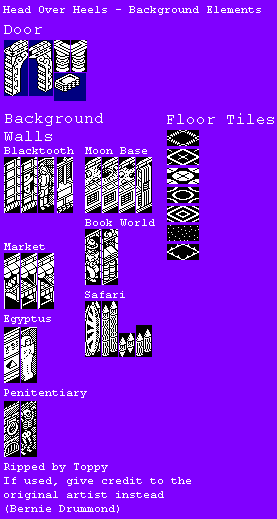 Head Over Heels - Background Elements
Door
Background
Walls
Floor Tiles
Blacktooth
Moon Base
Book World
Market
Safari
Egyptus
Penitentiary
Ripped by Toppy
If used, give credit to the
original artist instead
(Bernie Drummond)